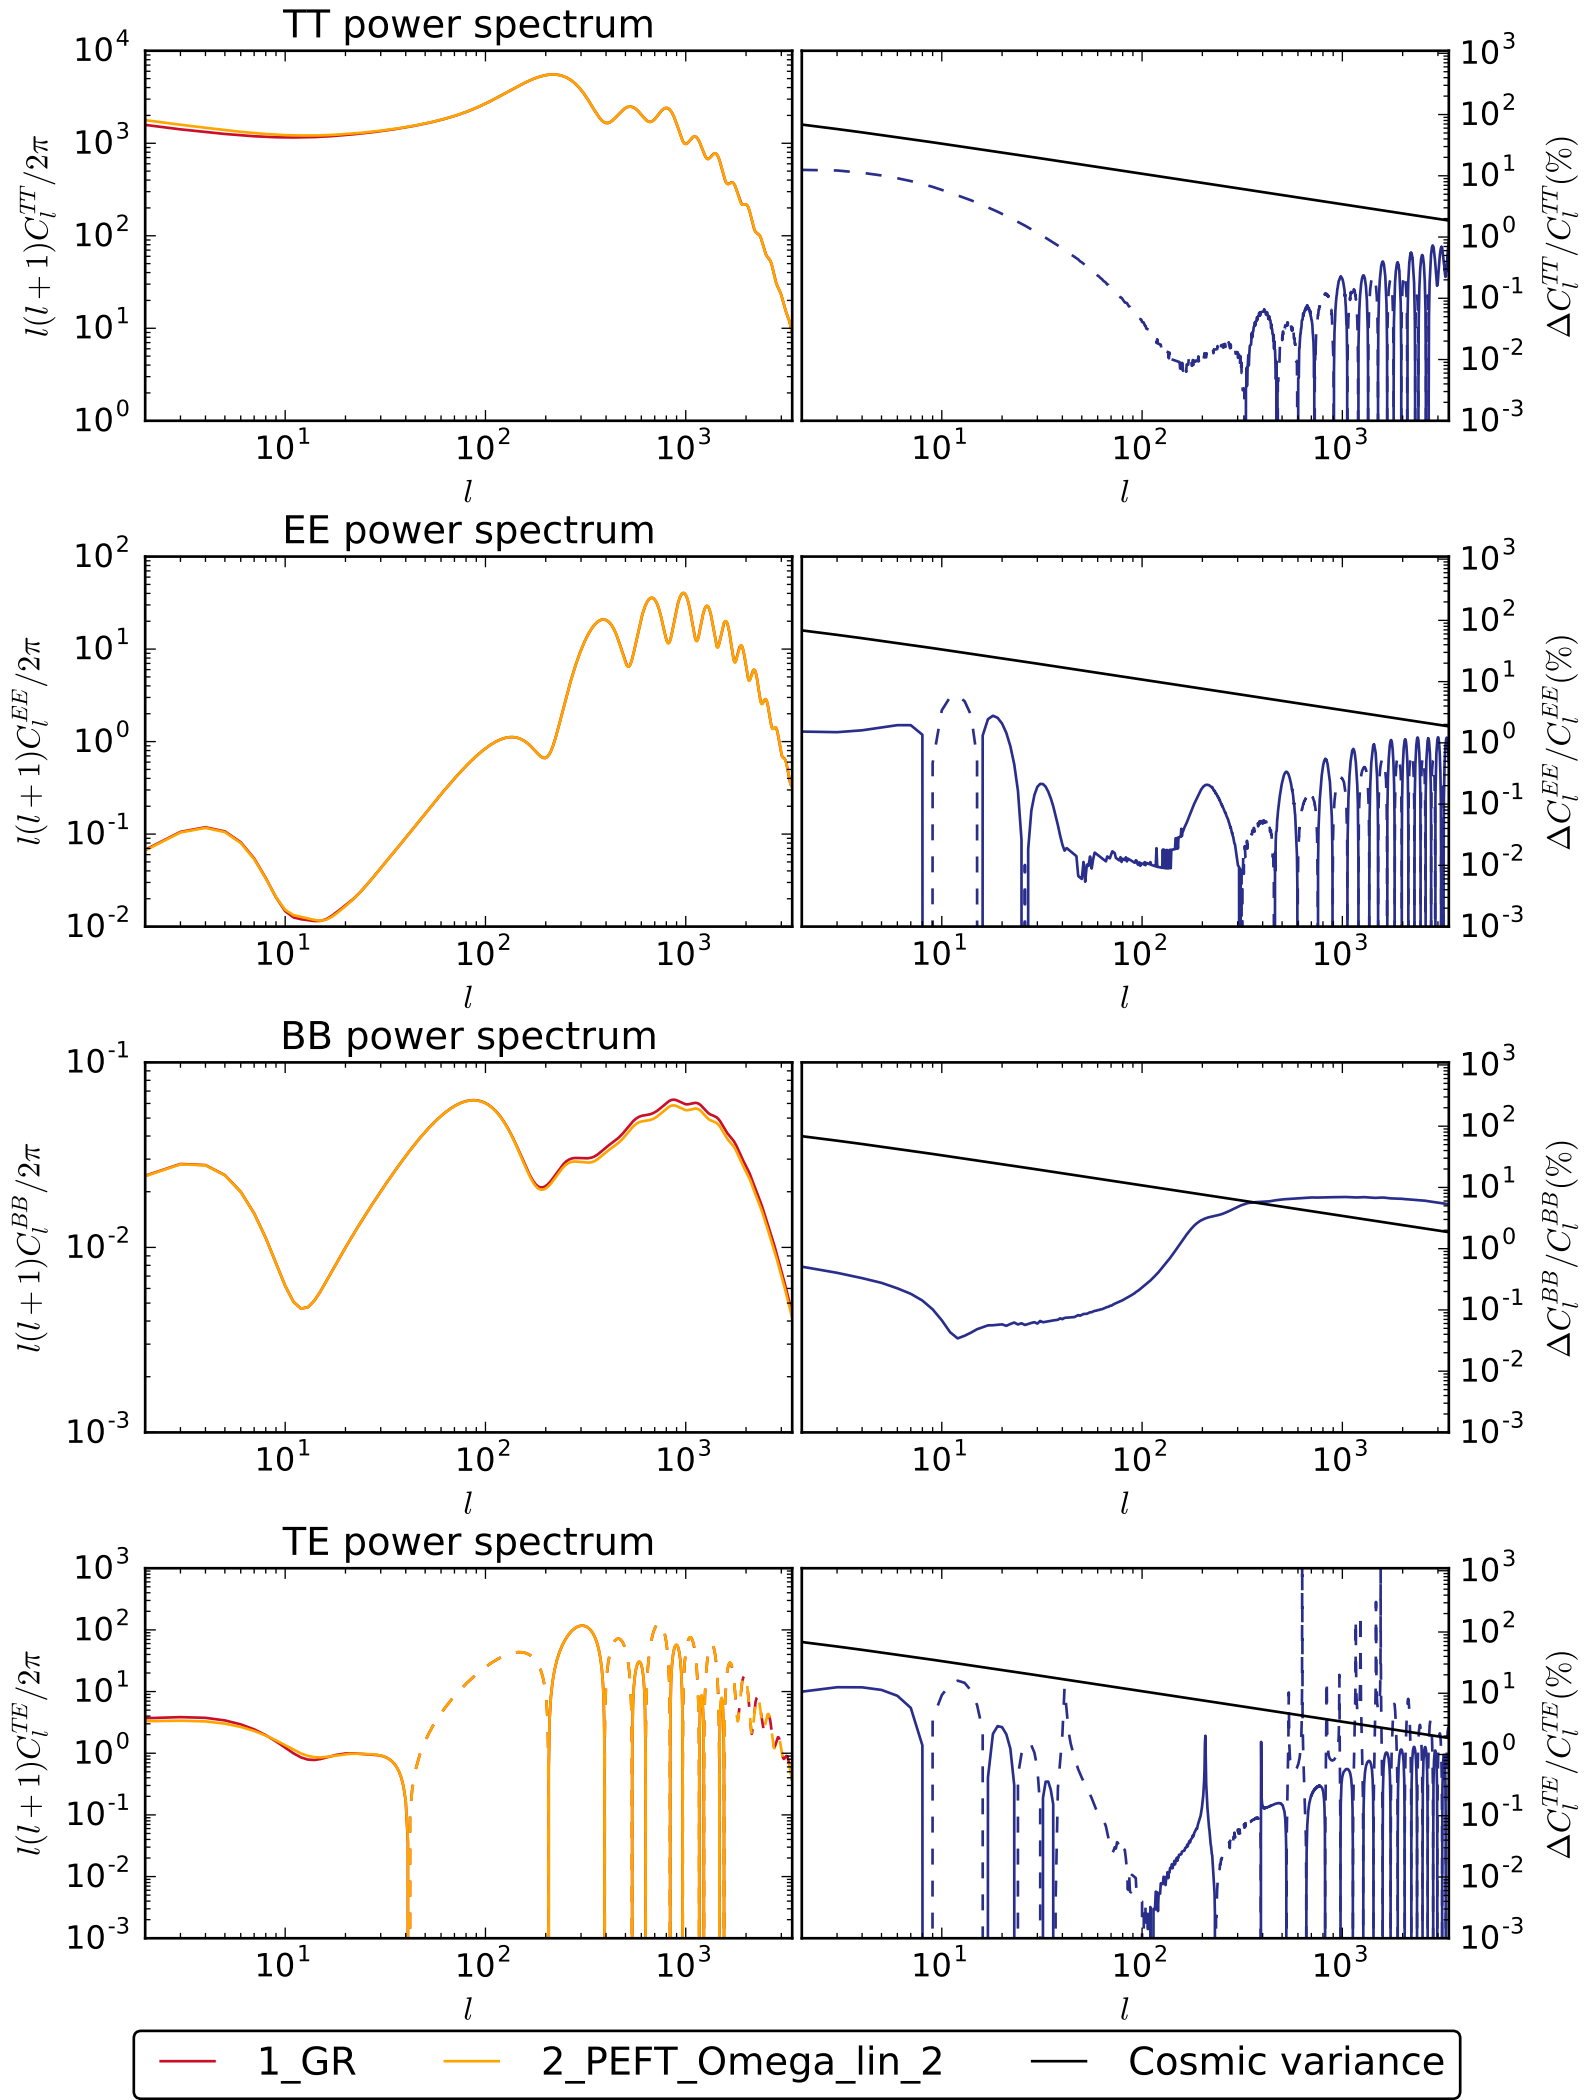 TT power spectrum
10^4
10^3
10^2
10^1
10^0
l(l+1)C_l^{TT}/2π
10^1 10^2 10^3
l
10^3
10^2
10^1
10^0
10^-1
10^-2
10^-3
ΔC_l^{TT}/C_l^{TT}(%)
10^1 10^2 10^3
l
EE power spectrum
10^2
10^1
10^0
10^-1
10^-2
l(l+1)C_l^{EE}/2π
10^1 10^2 10^3
l
10^3
10^2
10^1
10^0
10^-1
10^-2
10^-3
ΔC_l^{EE}/C_l^{EE}(%)
10^1 10^2 10^3
l
BB power spectrum
10^-1
10^-2
10^-3
l(l+1)C_l^{BB}/2π
10^1 10^2 10^3
l
10^3
10^2
10^1
10^0
10^-1
10^-2
10^-3
ΔC_l^{BB}/C_l^{BB}(%)
10^1 10^2 10^3
l
TE power spectrum
10^3
10^2
10^1
10^0
10^-1
10^-2
10^-3
l(l+1)C_l^{TE}/2π
10^1 10^2 10^3
l
10^3
10^2
10^1
10^0
10^-1
10^-2
10^-3
ΔC_l^{TE}/C_l^{TE}(%)
10^1 10^2 10^3
l
1_GR 2_PEFT_Omega_lin_2 Cosmic variance